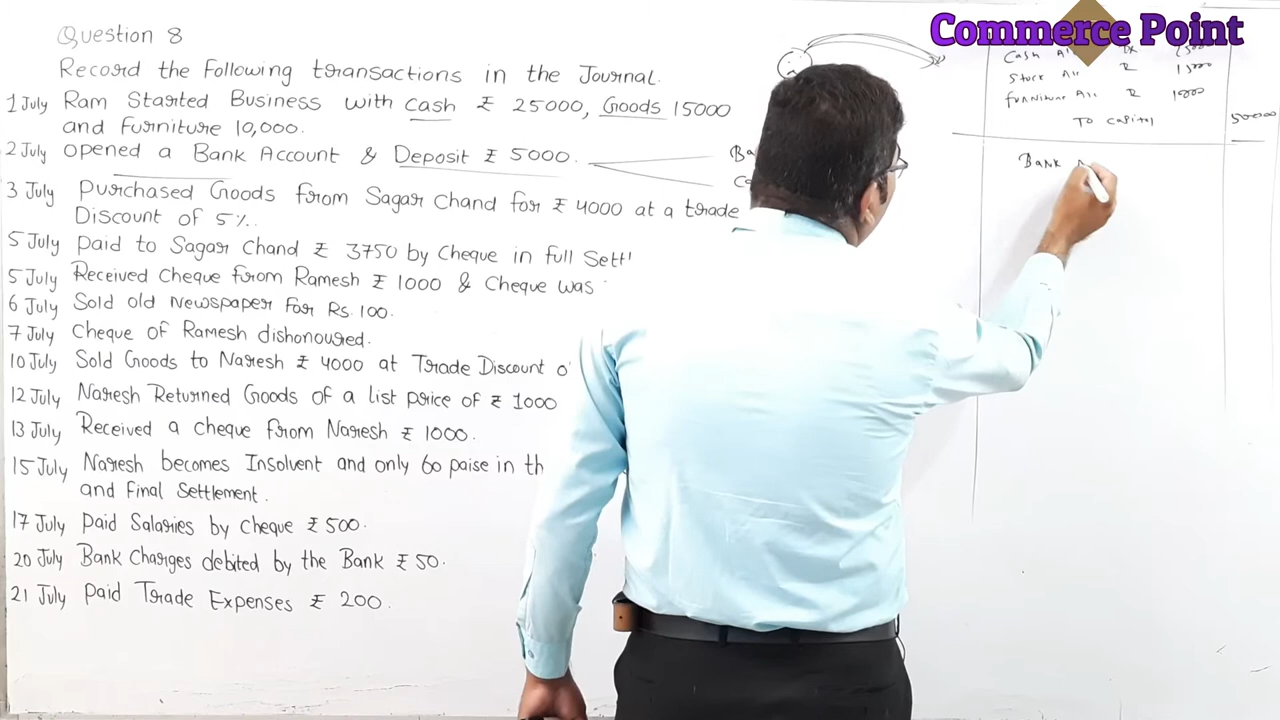 Commerce Point
Question 8
Record the Following transactions in the Journal.
1 July Ram Started Business with cash ₹ 25000, Goods 15000
and Furniture 10,000.
2 July opened a Bank Account & Deposit ₹ 5000.
3 July Purchased Goods from Sagar Chand for ₹ 4000 at a trade
Discount of 5%.
5 July paid to Sagar Chand ₹ 3750 by Cheque in full Settl
5 July Received Cheque from Ramesh ₹ 1000 & Cheque was
6 July Sold old Newspaper for Rs. 100.
7 July Cheque of Ramesh dishonoured.
10 July Sold Goods to Naresh ₹ 4000 at Trade Discount o
12 July Naresh Returned Goods of a list price of ₹ 1000
13 July Received a cheque from Naresh ₹ 1000.
15 July Naresh becomes Insolvent and only 60 paise in th
and Final Settlement.
17 July paid Salaries by cheque ₹ 500.
20 July Bank Charges debited by the Bank ₹ 50.
21 July paid Trade Expenses ₹ 200.
Ba
Ca
Cash A/c
Stock A/c
Furniture A/c
To Capital 50000
Bank